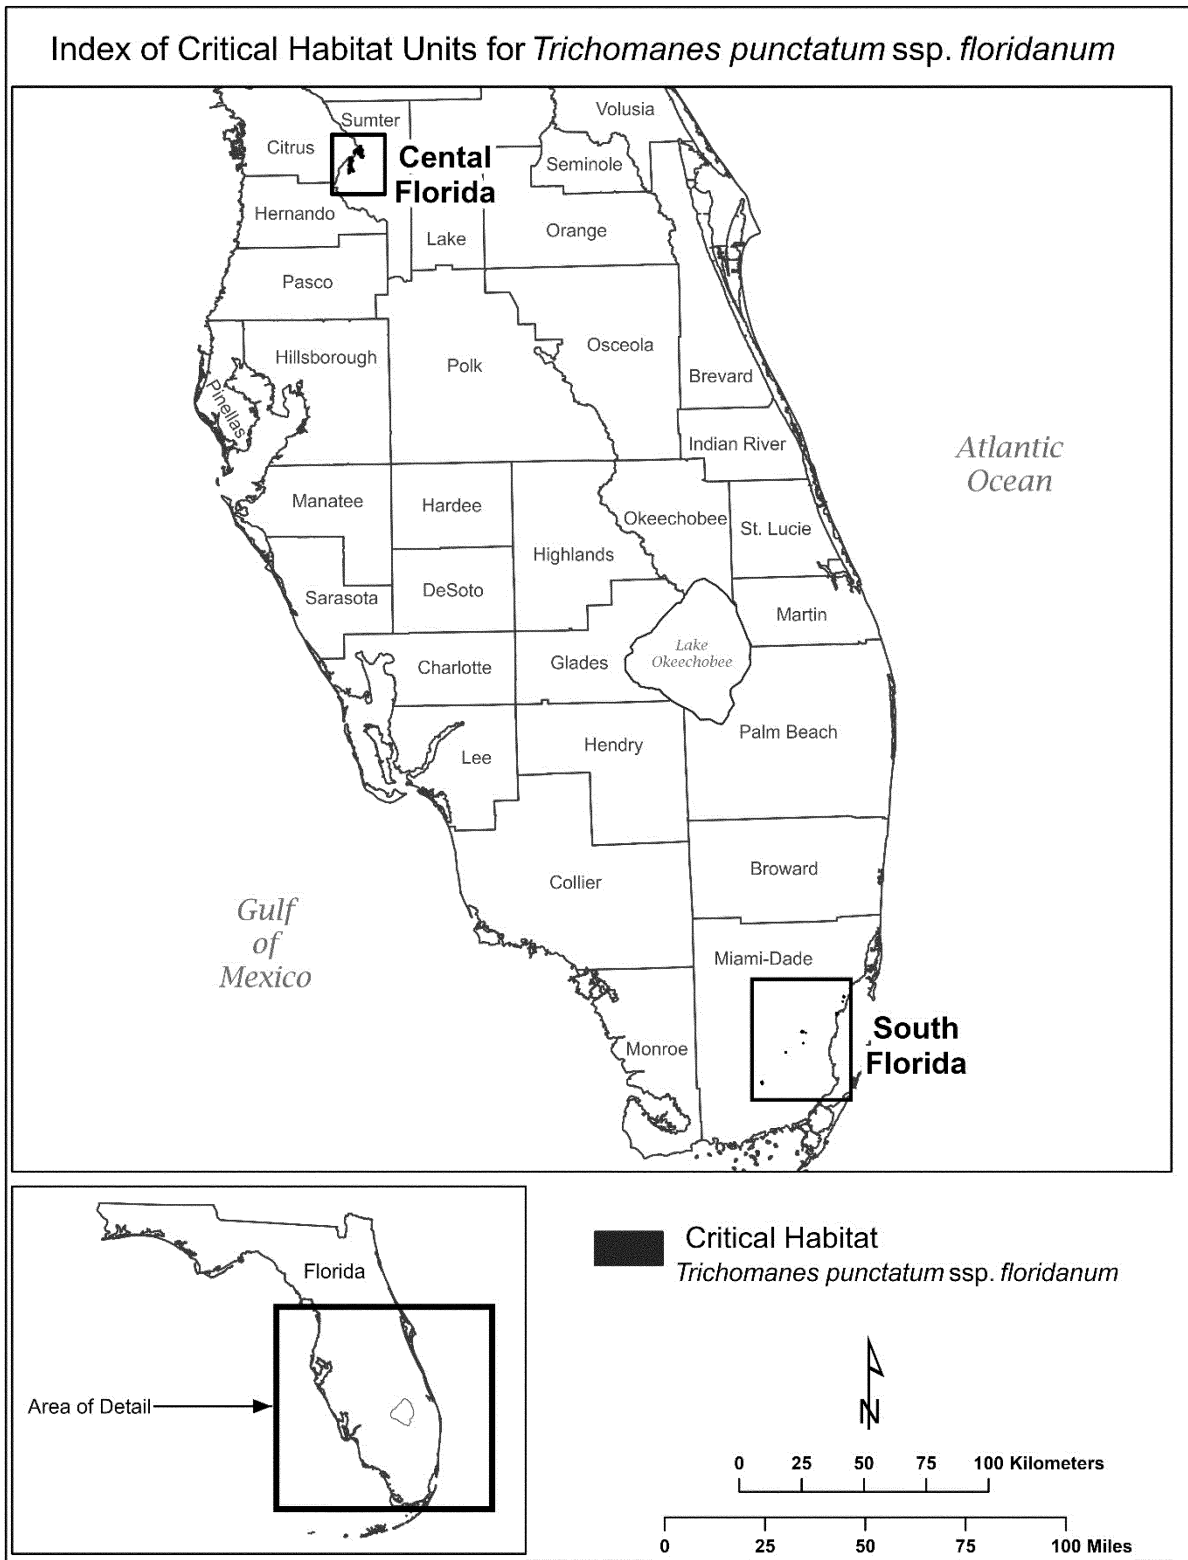 Index of Critical Habitat Units for Trichomanes punctatum ssp. floridanum
Volusia
Sumter
Citrus
Cental
Florida
Seminole
Hernando
Lake
Orange
Pasco
Hillsborough
Polk
Osceola
Brevard
Pinellas
Indian River
Atlantic
Ocean
Manatee
Hardee
Okeechobee
St. Lucie
Highlands
DeSoto
Sarasota
Martin
Lake
Okeechobee
Charlotte
Glades
Palm Beach
Lee
Hendry
Broward
Collier
Gulf
of
Mexico
Miami-Dade
South
Florida
Monroe
Florida
Area of Detail
Critical Habitat
Trichomanes punctatum ssp. floridanum
N
0 25 50 75 100 Kilometers
0 25 50 75 100 Miles